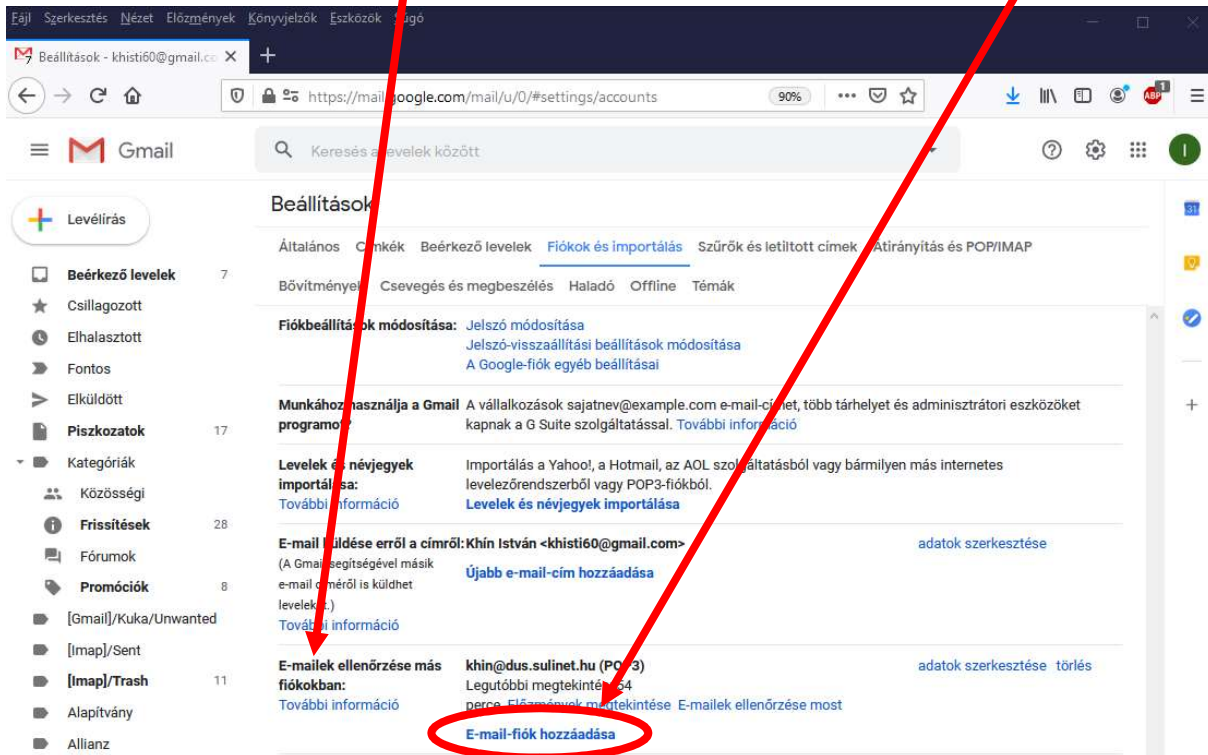 Fájl Szerkesztés Nézet Előzmények Könyvjelzők Eszközök Súgó
Beállítások - khisti60@gmail.co
https://mail.google.com/mail/u/0/#settings/accounts 90%
ABP 1
Gmail Keresés a levelek között I
Levélírás
Beérkező levelek 7
Csillagozott
Elhalasztott
Fontos
Elküldött
Piszkozatok 17
Kategóriák
Közösségi
Frissítések 28
Fórumok
Promóciók 8
[Gmail]/Kuka/Unwanted
[Imap]/Sent
[Imap]/Trash 11
Alapítvány
Allianz
Beállítások
Általános Címkék Beérkező levelek Fiókok és importálás Szűrők és letiltott címek Átirányítás és POP/IMAP
Bővítmények Csevegés és megbeszélés Haladó Offline Témák
Fiókbeállítások módosítása: Jelszó módosítása
Jelszó-visszaállítási beállítások módosítása
A Google-fiók egyéb beállításai
Munkához használja a Gmail
programot?
A vállalkozások sajatnev@example.com e-mail-címet, több tárhelyet és adminisztrátori eszközöket
kapnak a G Suite szolgáltatással. További információ
Levelek és névjegyek
importálása:
További információ
Importálás a Yahoo!, a Hotmail, az AOL szolgáltatásból vagy bármilyen más internetes
levelezőrendszerből vagy POP3-fiókból.
Levelek és névjegyek importálása
E-mail küldése erről a címről:
(A Gmail segítségével másik
e-mail címéről is küldhet
leveleket.)
További információ
Khín István <khisti60@gmail.com> adatok szerkesztése
Újabb e-mail-cím hozzáadása
E-mailek ellenőrzése más
fiókokban:
További információ
khin@dus.sulinet.hu (POP3) adatok szerkesztése törlés
Legutóbbi megtekintés: 54
perce. Előzmények megtekintése E-mailek ellenőrzése most
E-mail-fiók hozzáadása
31